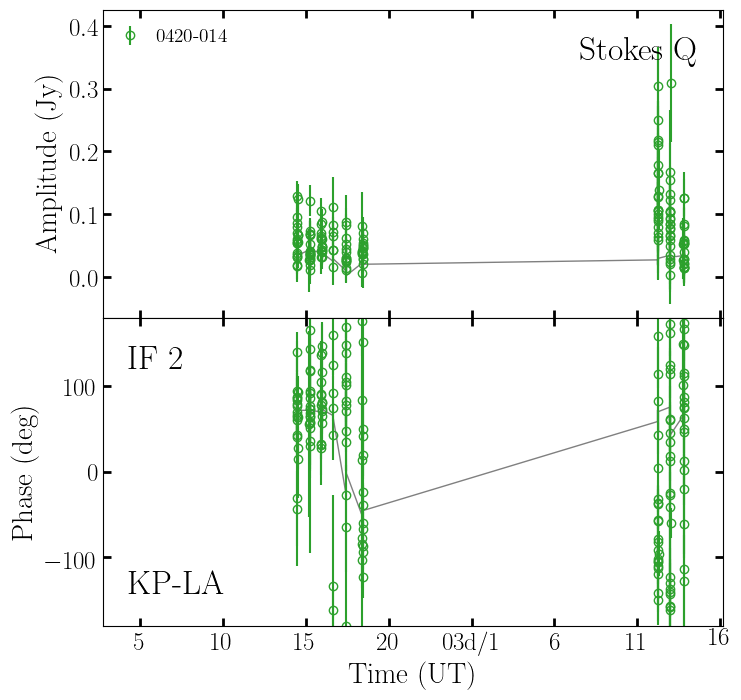 0420-014
Stokes Q
Amplitude (Jy)
0.4
0.3
0.2
0.1
0.0
IF 2
KP-LA
Phase (deg)
100
0
−100
5 10 15 20 03d/1 6 11 16
Time (UT)